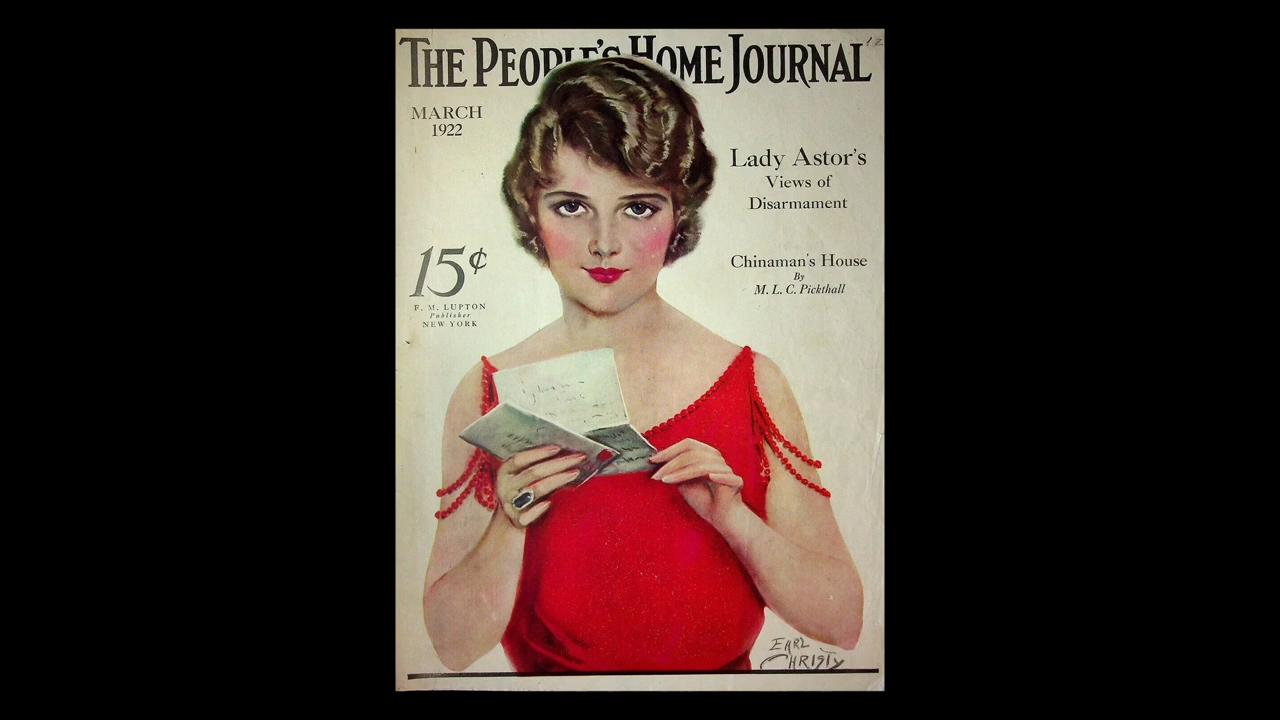 THE PEOPLE'S HOME JOURNAL
MARCH
1922
Lady Astor's
Views of
Disarmament
15¢
F. M. LUPTON
Publisher
NEW YORK
Chinaman's House
By
M. L. C. Pickthall
EARL
CHRISTY